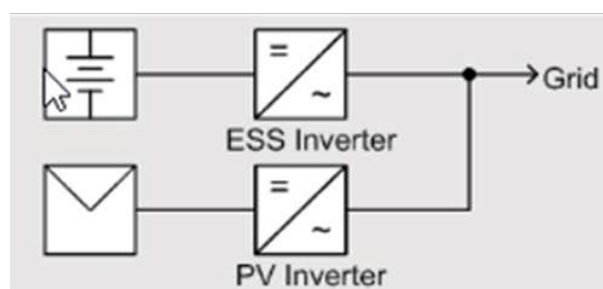 =
~
Grid
ESS Inverter
=
~
PV Inverter